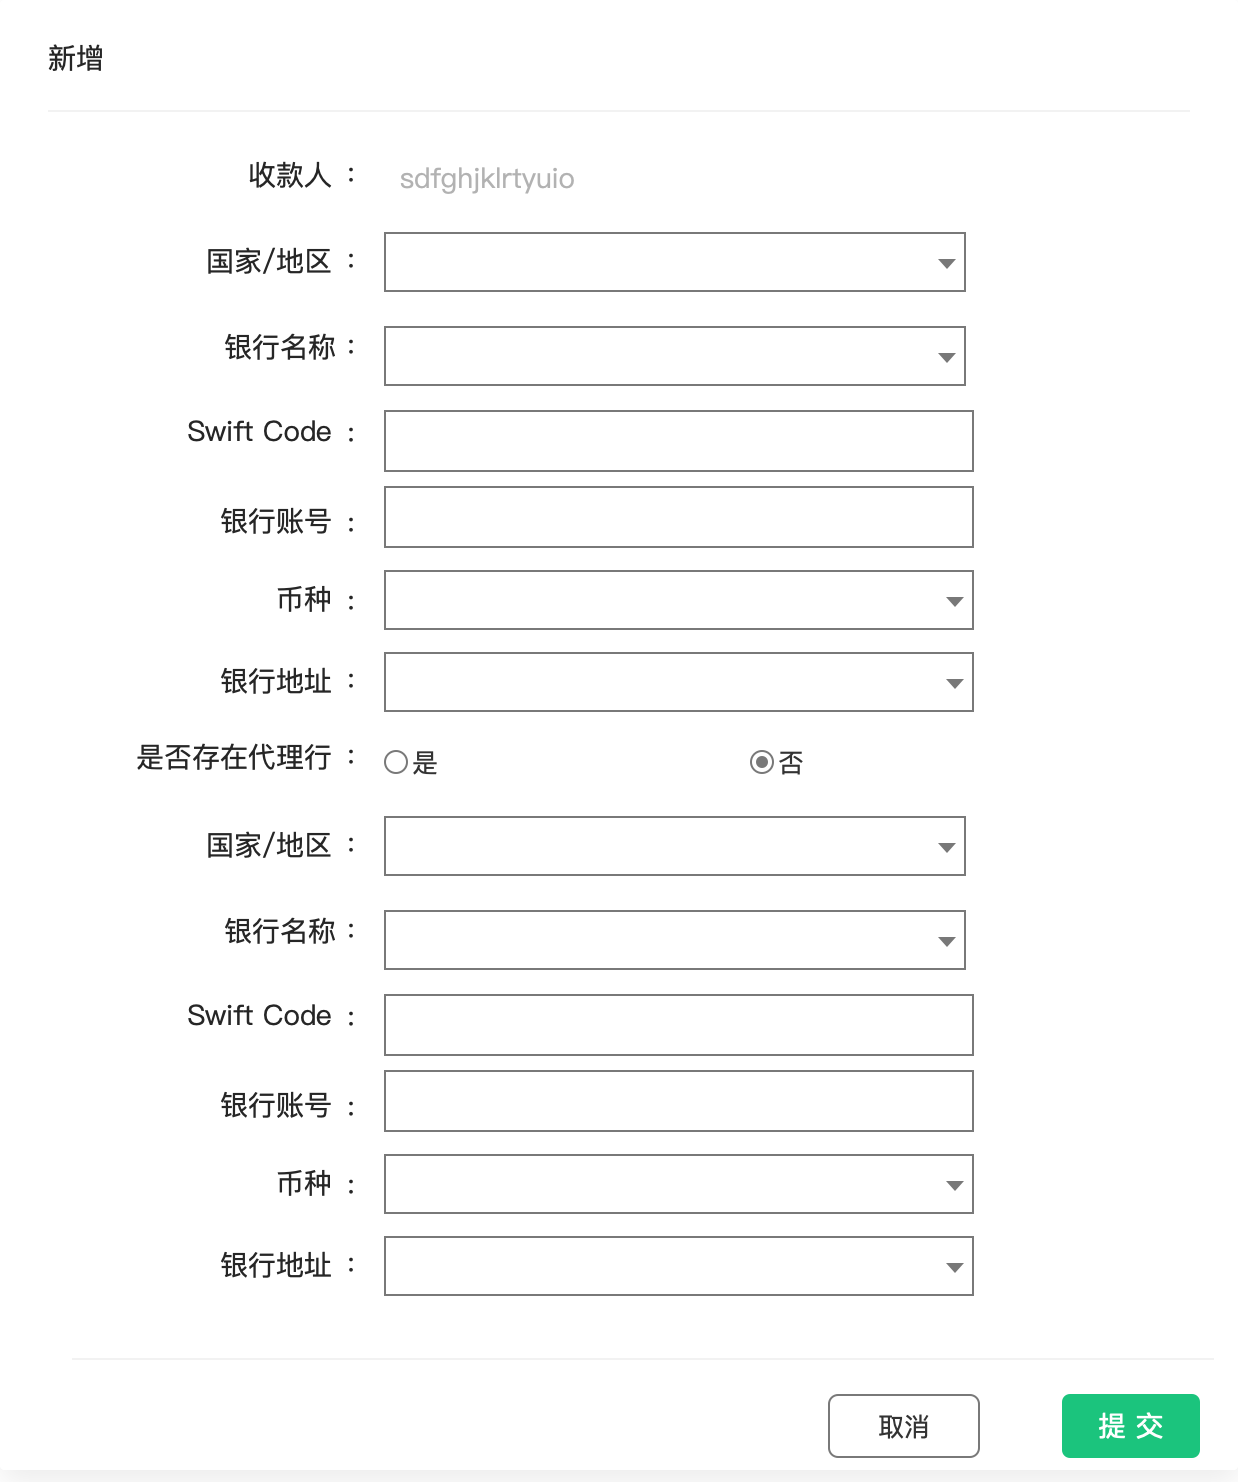 新增
收款人 ： sdfghjklrtyuio
国家/地区 ：
银行名称 ：
Swift Code ：
银行账号 ：
币种 ：
银行地址 ：
是否存在代理行 ： 是 否
国家/地区 ：
银行名称 ：
Swift Code ：
银行账号 ：
币种 ：
银行地址 ：
取消 提 交